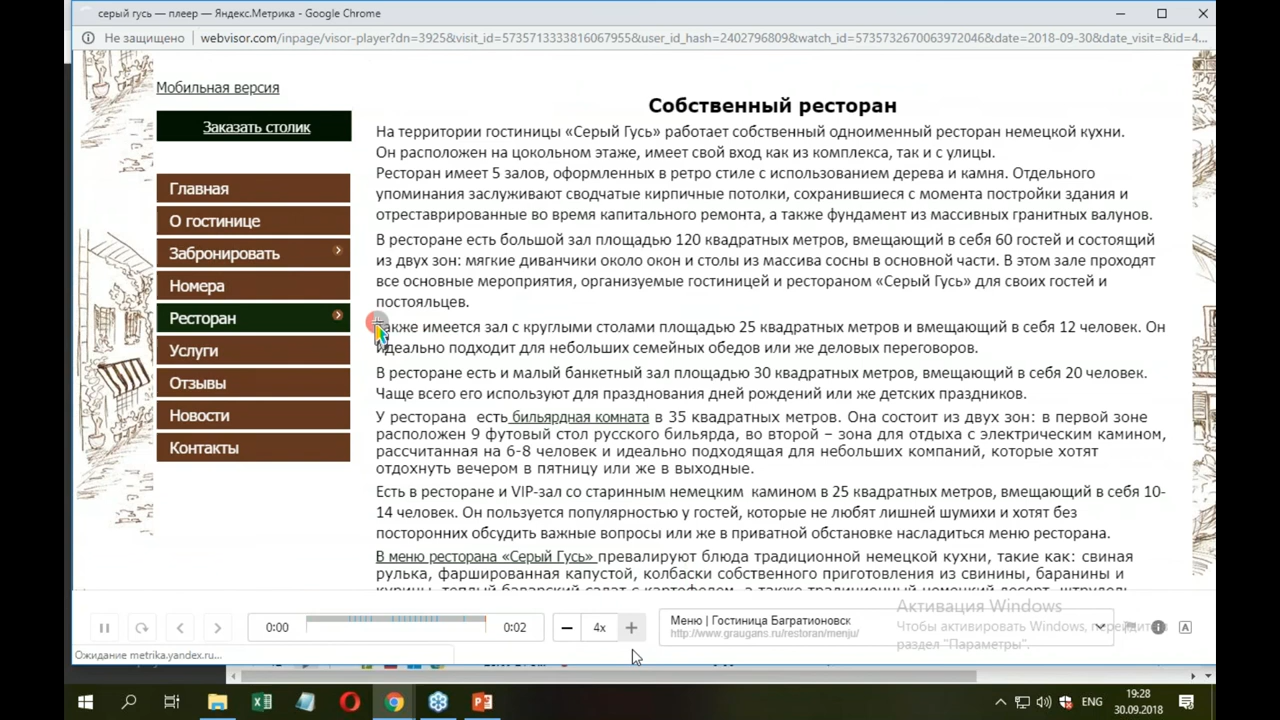 серый гусь — плеер — Яндекс.Метрика - Google Chrome
Не защищено webvisor.com/inpage/visor-player?dn=3925&visit_id=5735713333816067955&user_id_hash=2402796809&watch_id=5735732670063972046&date=2018-09-30&date_visit=&id=4...
Мобильная версия
Заказать столик
Главная
О гостинице
Забронировать
Номера
Ресторан
Услуги
Отзывы
Новости
Контакты
Собственный ресторан
На территории гостиницы «Серый Гусь» работает собственный одноименный ресторан немецкой кухни.
Он расположен на цокольном этаже, имеет свой вход как из комплекса, так и с улицы.
Ресторан имеет 5 залов, оформленных в ретро стиле с использованием дерева и камня. Отдельного
упоминания заслуживают сводчатые кирпичные потолки, сохранившиеся с момента постройки здания и
отреставрированные во время капитального ремонта, а также фундамент из массивных гранитных валунов.
В ресторане есть большой зал площадью 120 квадратных метров, вмещающий в себя 60 гостей и состоящий
из двух зон: мягкие диванчики около окон и столы из массива сосны в основной части. В этом зале проходят
все основные мероприятия, организуемые гостиницей и рестораном «Серый Гусь» для своих гостей и
постояльцев.
Также имеется зал с круглыми столами площадью 25 квадратных метров и вмещающий в себя 12 человек. Он
идеально подходит для небольших семейных обедов или же деловых переговоров.
В ресторане есть и малый банкетный зал площадью 30 квадратных метров, вмещающий в себя 20 человек.
Чаще всего его используют для празднования дней рождений или же детских праздников.
У ресторана есть бильярдная комната в 35 квадратных метров. Она состоит из двух зон: в первой зоне
расположен 9 футовый стол русского бильярда, во второй – зона для отдыха с электрическим камином,
рассчитанная на 6-8 человек и идеально подходящая для небольших компаний, которые хотят
отдохнуть вечером в пятницу или же в выходные.
Есть в ресторане и VIP-зал со старинным немецким камином в 25 квадратных метров, вмещающий в себя 10-
14 человек. Он пользуется популярностью у гостей, которые не любят лишней шумихи и хотят без
посторонних обсудить важные вопросы или же в приватной обстановке насладиться меню ресторана.
В меню ресторана «Серый Гусь» превалируют блюда традиционной немецкой кухни, такие как: свиная
рулька, фаршированная капустой, колбаски собственного приготовления из свинины, баранины и
0:00
0:02
4x
Меню | Гостиница Багратионовск
http://www.graugans.ru/restoran/menju/
Активация Windows
Чтобы активировать Windows, перейдите в
раздел "Параметры".
Ожидание metrika.yandex.ru...
ENG
19:28
30.09.2018